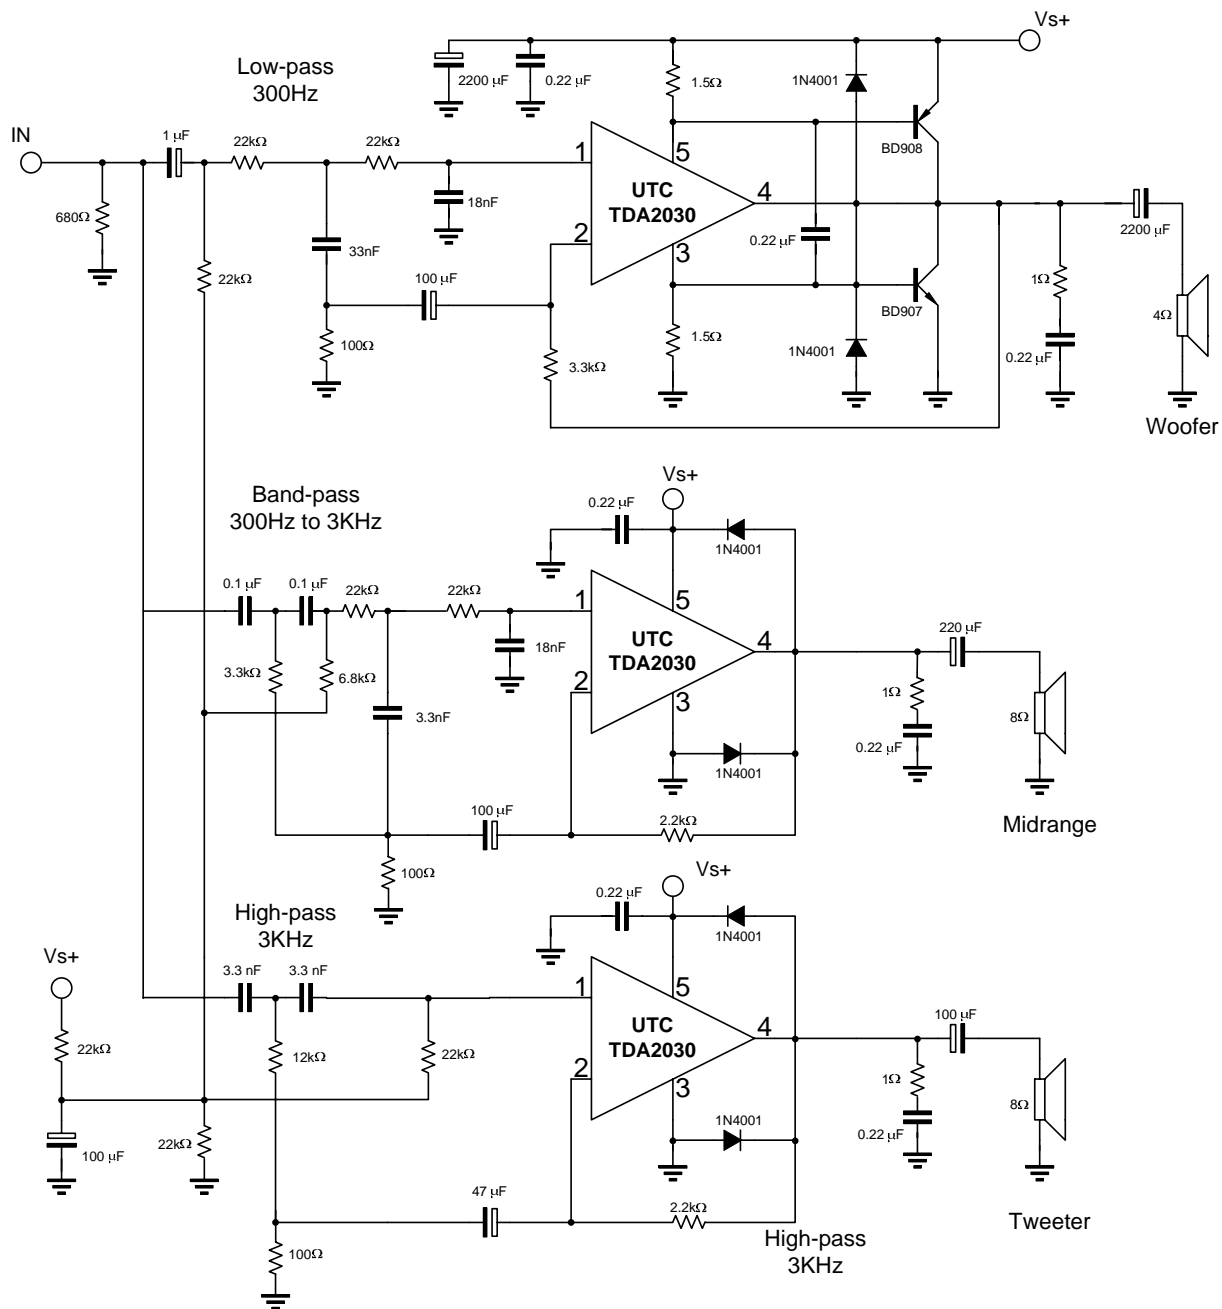 Vs+
Low-pass
300Hz
2200 µF
0.22 µF
1.5Ω
1N4001
BD908
IN
1 µF
22kΩ
22kΩ
1
5
UTC
TDA2030
4
2
3
680Ω
18nF
33nF
22kΩ
100 µF
0.22 µF
2200 µF
1Ω
BD907
4Ω
100Ω
3.3kΩ
1.5Ω
1N4001
0.22 µF
Woofer
Vs+
Band-pass
300Hz to 3KHz
0.22 µF
1N4001
0.1 µF
0.1 µF
22kΩ
22kΩ
1
5
UTC
TDA2030
4
2
3
220 µF
3.3kΩ
6.8kΩ
18nF
3.3nF
1Ω
8Ω
0.22 µF
1N4001
100 µF
2.2kΩ
Midrange
100Ω
Vs+
High-pass
3KHz
0.22 µF
1N4001
Vs+
3.3 nF
3.3 nF
1
5
UTC
TDA2030
4
2
3
100 µF
22kΩ
12kΩ
22kΩ
1Ω
8Ω
0.22 µF
1N4001
22kΩ
100 µF
47 µF
2.2kΩ
Tweeter
100Ω
High-pass
3KHz